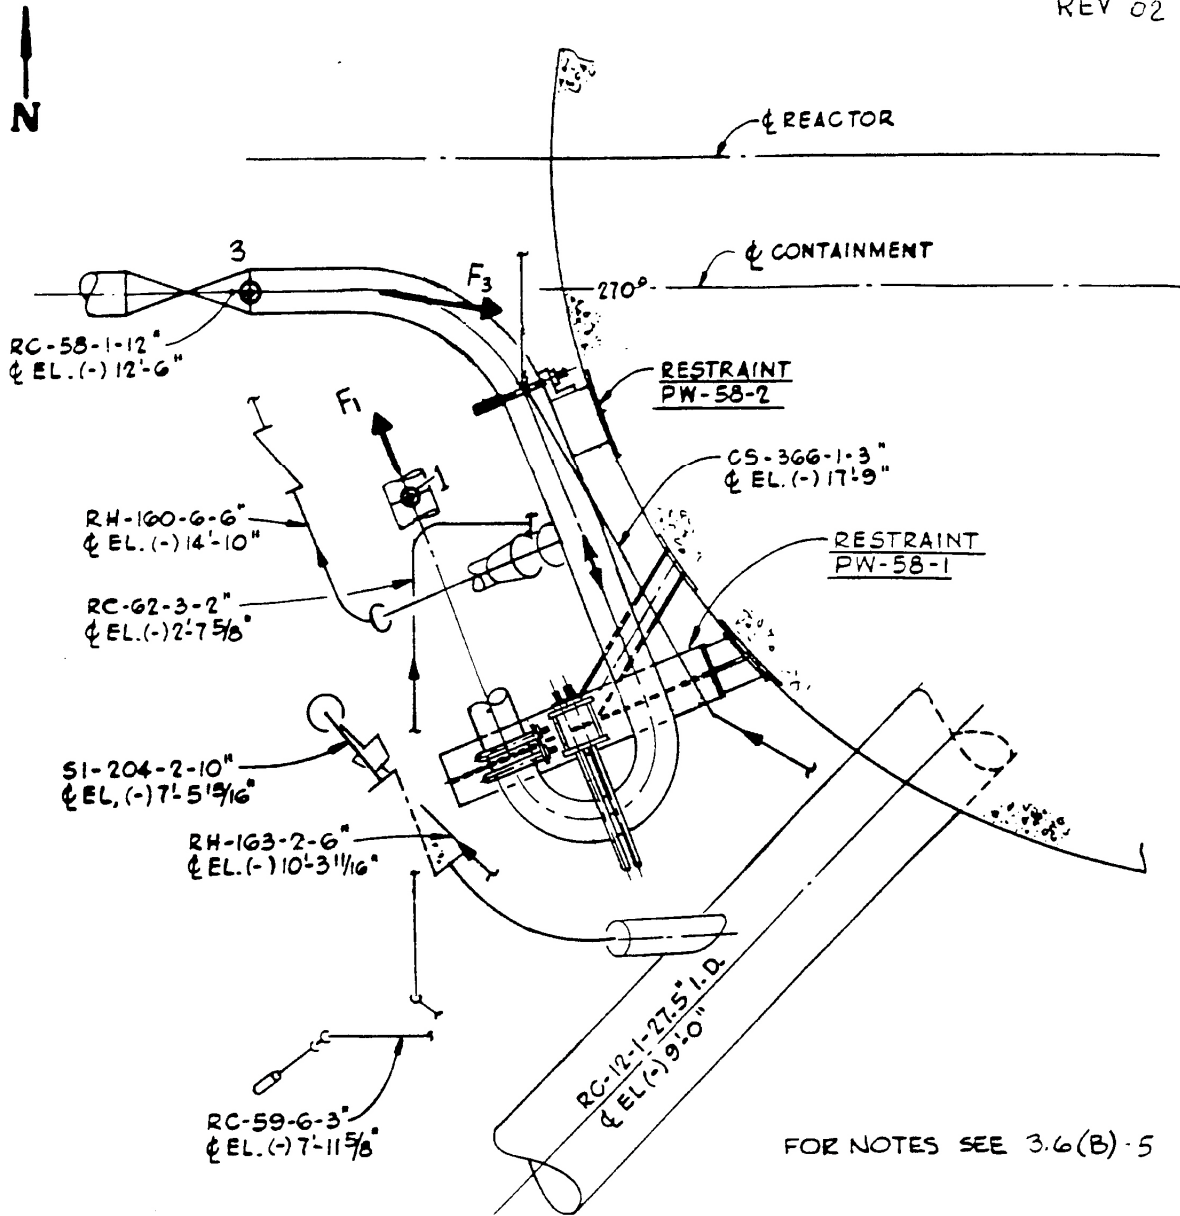 REV 02
N
℄ REACTOR
℄ CONTAINMENT
270°
3
F3
RC-58-1-12"
℄ EL. (-) 12'-6"
RESTRAINT
PW-58-2
F1
1
CS-366-1-3"
℄ EL. (-) 17'-9"
RH-160-6-6"
℄ EL. (-) 14'-10"
RESTRAINT
PW-58-1
RC-62-3-2"
℄ EL. (-) 2'-7 5/8"
SI-204-2-10"
℄ EL. (-) 7'-5 15/16"
RH-163-2-6"
℄ EL. (-) 10'-3 11/16"
RC-12-1-27.5" I.D.
℄ EL (-) 9'-0"
RC-59-6-3"
℄ EL. (-) 7'-11 5/8"
FOR NOTES SEE 3.6(B)-5